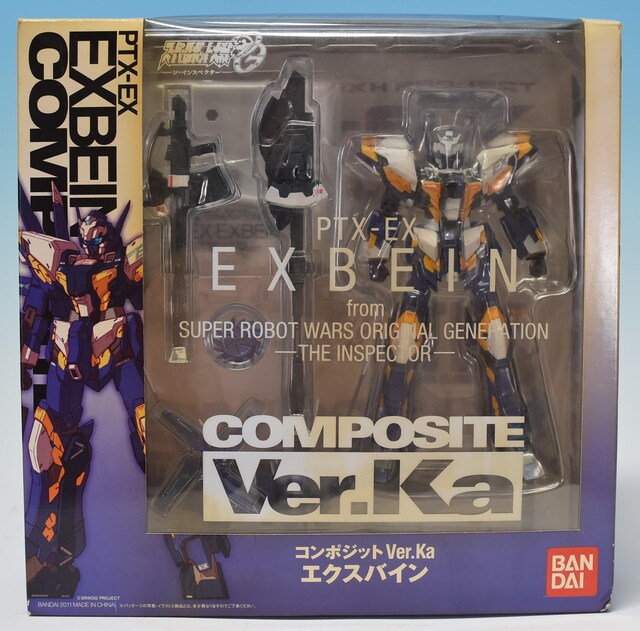 PTX-EX
EXBEIN
COMP
ジ・インスペクター
PTX-EX
EXBEIN
from
SUPER ROBOT WARS ORIGINAL GENERATION
—THE INSPECTOR—
COMPOSITE
Ver.Ka
コンポジット Ver.Ka
エクスバイン
BAN
DAI
©SRWOG PROJECT
BANDAI 2011 MADE IN CHINA